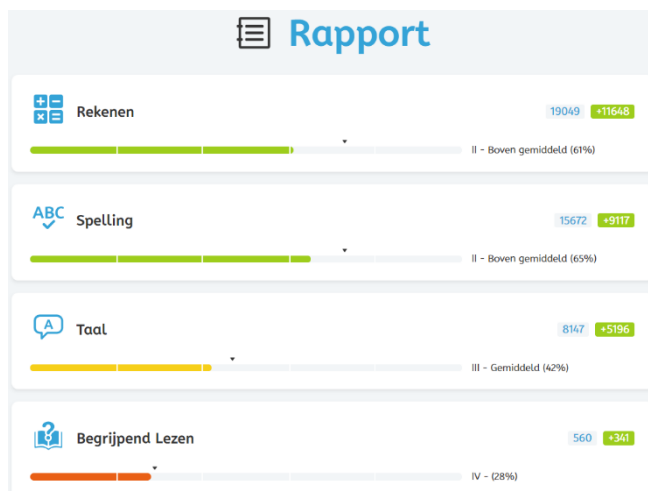 Rapport
Rekenen
19049 +11648
II - Boven gemiddeld (61%)
ABC
Spelling
15672 +9117
II - Boven gemiddeld (65%)
A
Taal
8147 +5196
III - Gemiddeld (42%)
?
Begrijpend Lezen
560 +341
IV - (28%)